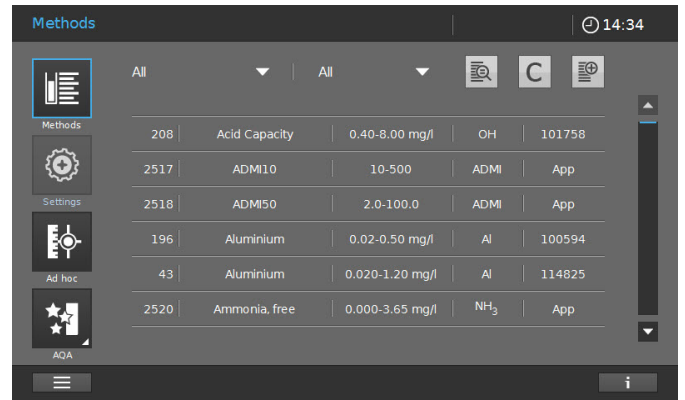 Methods 14:34
All All C
Methods
Settings
Ad hoc
AQA
208 Acid Capacity 0.40-8.00 mg/l OH 101758
2517 ADMI10 10-500 ADMI App
2518 ADMI50 2.0-100.0 ADMI App
196 Aluminium 0.02-0.50 mg/l Al 100594
43 Aluminium 0.020-1.20 mg/l Al 114825
2520 Ammonia, free 0.000-3.65 mg/l NH₃ App
i